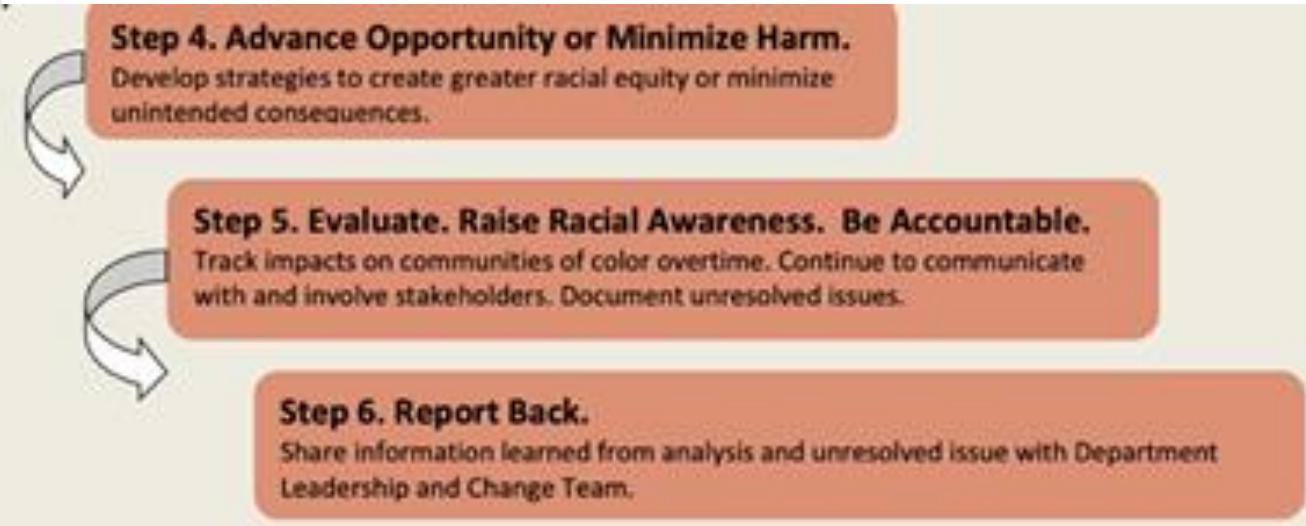 Step 4. Advance Opportunity or Minimize Harm.
Develop strategies to create greater racial equity or minimize
unintended consequences.
Step 5. Evaluate. Raise Racial Awareness.  Be Accountable.
Track impacts on communities of color overtime. Continue to communicate
with and involve stakeholders. Document unresolved issues.
Step 6. Report Back.
Share information learned from analysis and unresolved issue with Department
Leadership and Change Team.